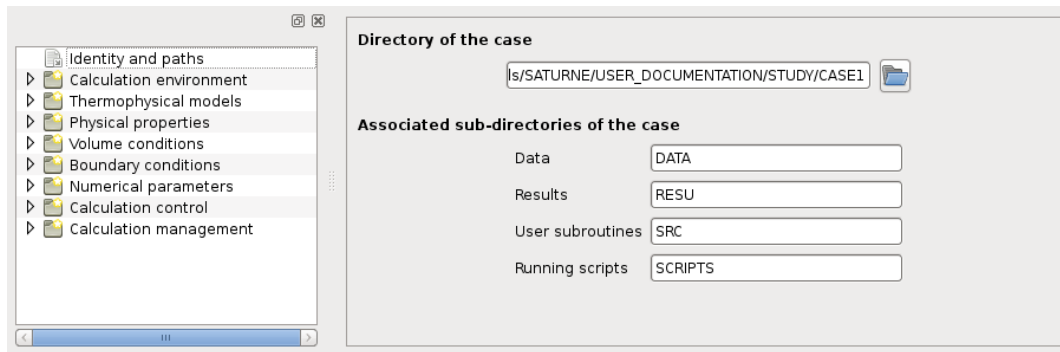 Identity and paths
Calculation environment
Thermophysical models
Physical properties
Volume conditions
Boundary conditions
Numerical parameters
Calculation control
Calculation management
Directory of the case
ls/SATURNE/USER_DOCUMENTATION/STUDY/CASE1
Associated sub-directories of the case
Data DATA
Results RESU
User subroutines SRC
Running scripts SCRIPTS